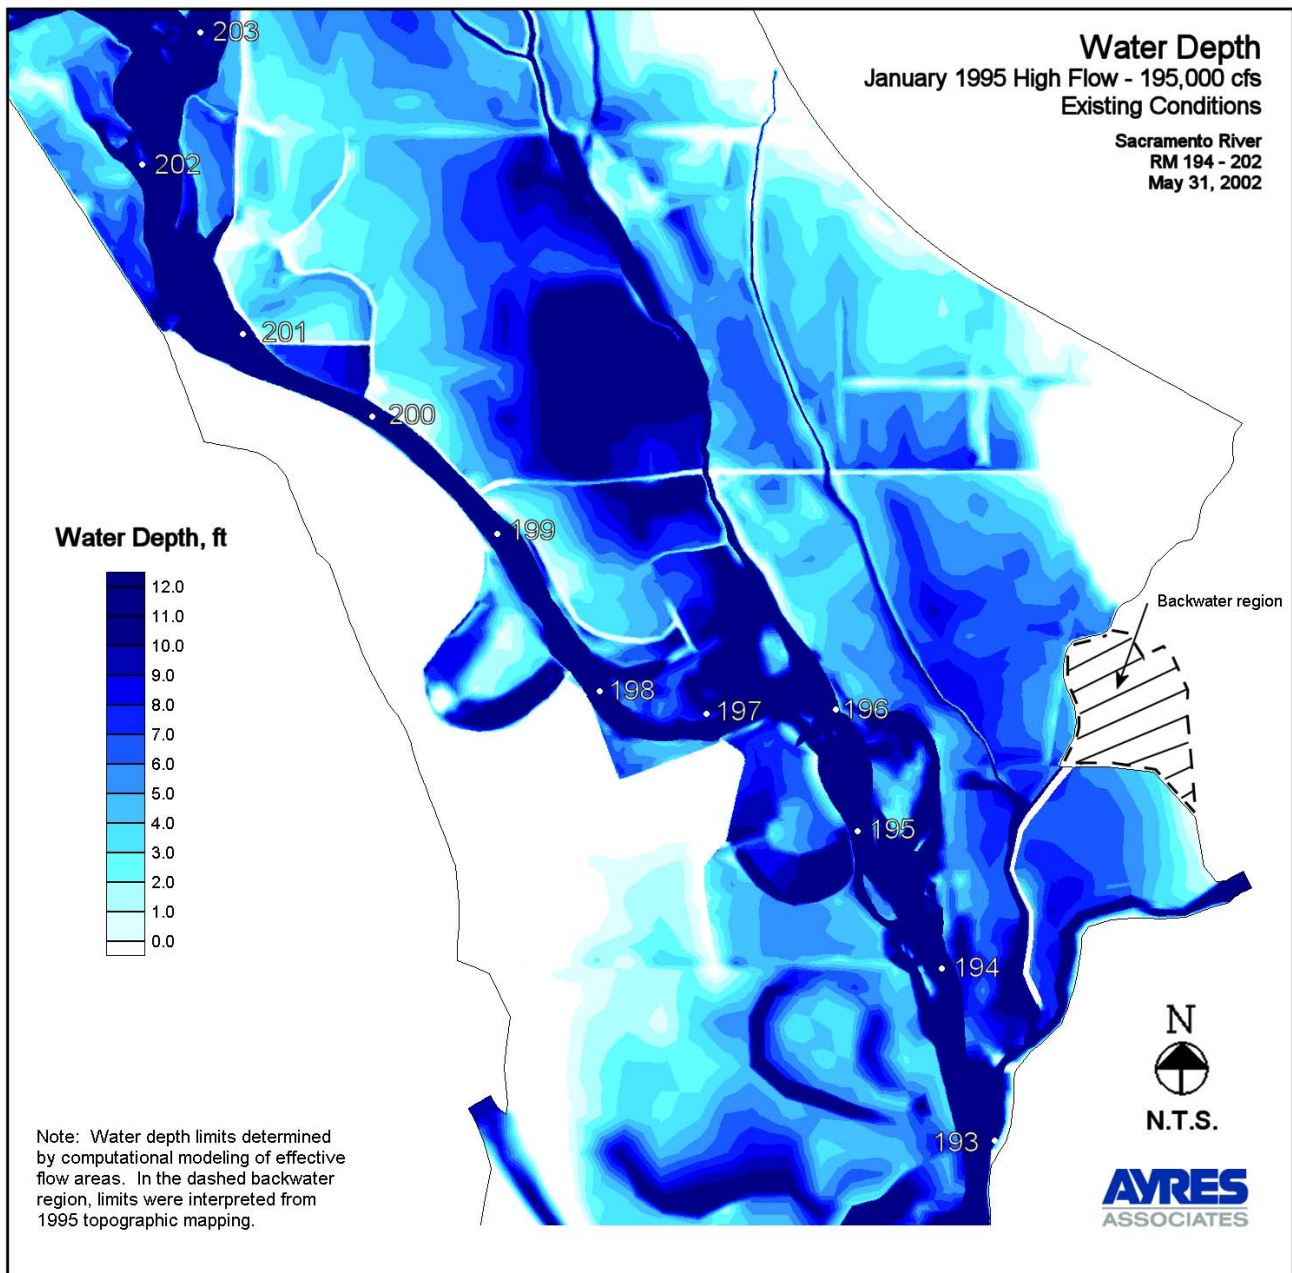 Water Depth
January 1995 High Flow - 195,000 cfs
Existing Conditions
Sacramento River
RM 194 - 202
May 31, 2002
203
202
201
200
199
198
197
196
195
194
193
Water Depth, ft
12.0
11.0
10.0
9.0
8.0
7.0
6.0
5.0
4.0
3.0
2.0
1.0
0.0
Backwater region
N
N.T.S.
Note: Water depth limits determined
by computational modeling of effective
flow areas. In the dashed backwater
region, limits were interpreted from
1995 topographic mapping.
AYRES
ASSOCIATES